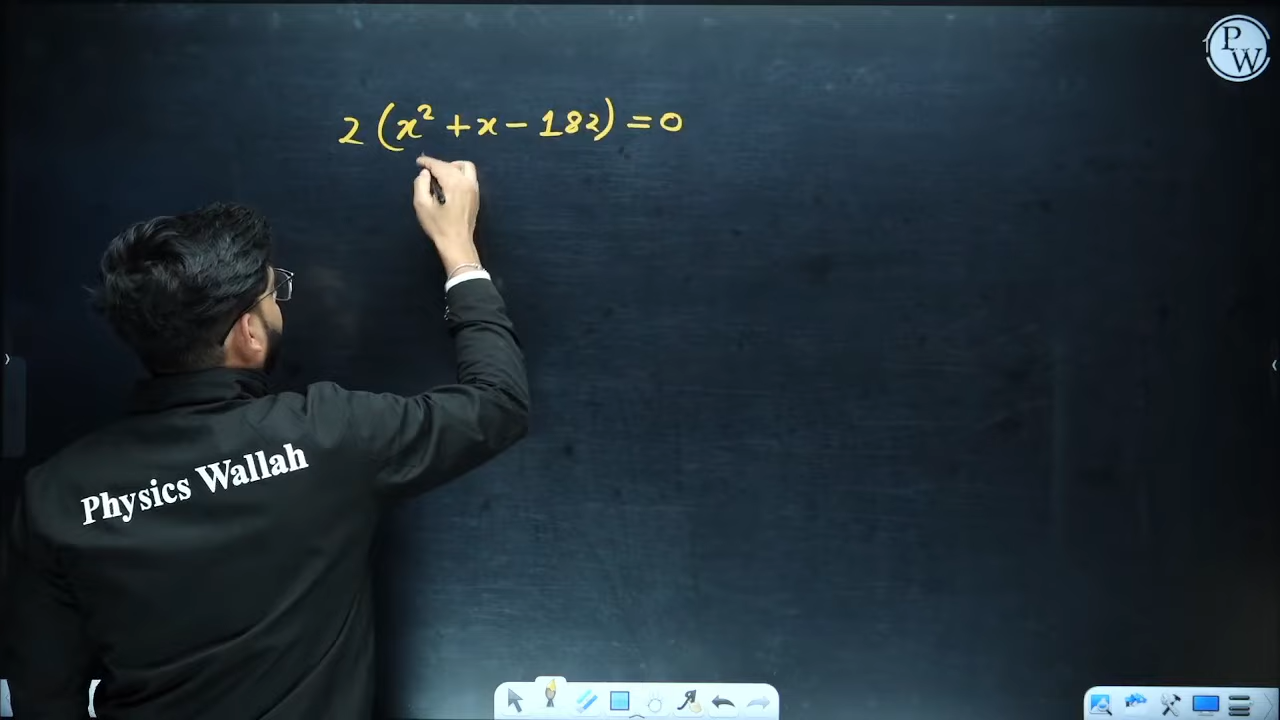 PW
2 (x² + x - 182) = 0
Physics Wallah